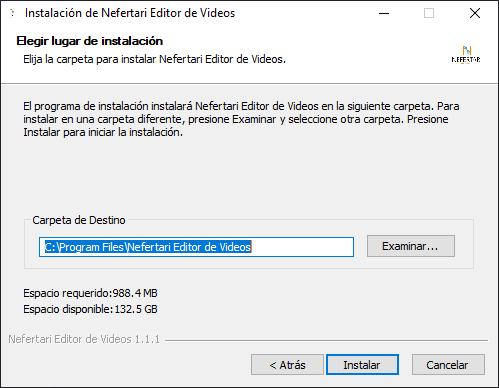 Instalación de Nefertari Editor de Videos
Elegir lugar de instalación
Elija la carpeta para instalar Nefertari Editor de Videos.
NEFERTARI
El programa de instalación instalará Nefertari Editor de Videos en la siguiente carpeta. Para
instalar en una carpeta diferente, presione Examinar y seleccione otra carpeta. Presione
Instalar para iniciar la instalación.
Carpeta de Destino
C:\Program Files\Nefertari Editor de Videos
Examinar...
Espacio requerido:988.4 MB
Espacio disponible:132.5 GB
Nefertari Editor de Videos 1.1.1
< Atrás
Instalar
Cancelar